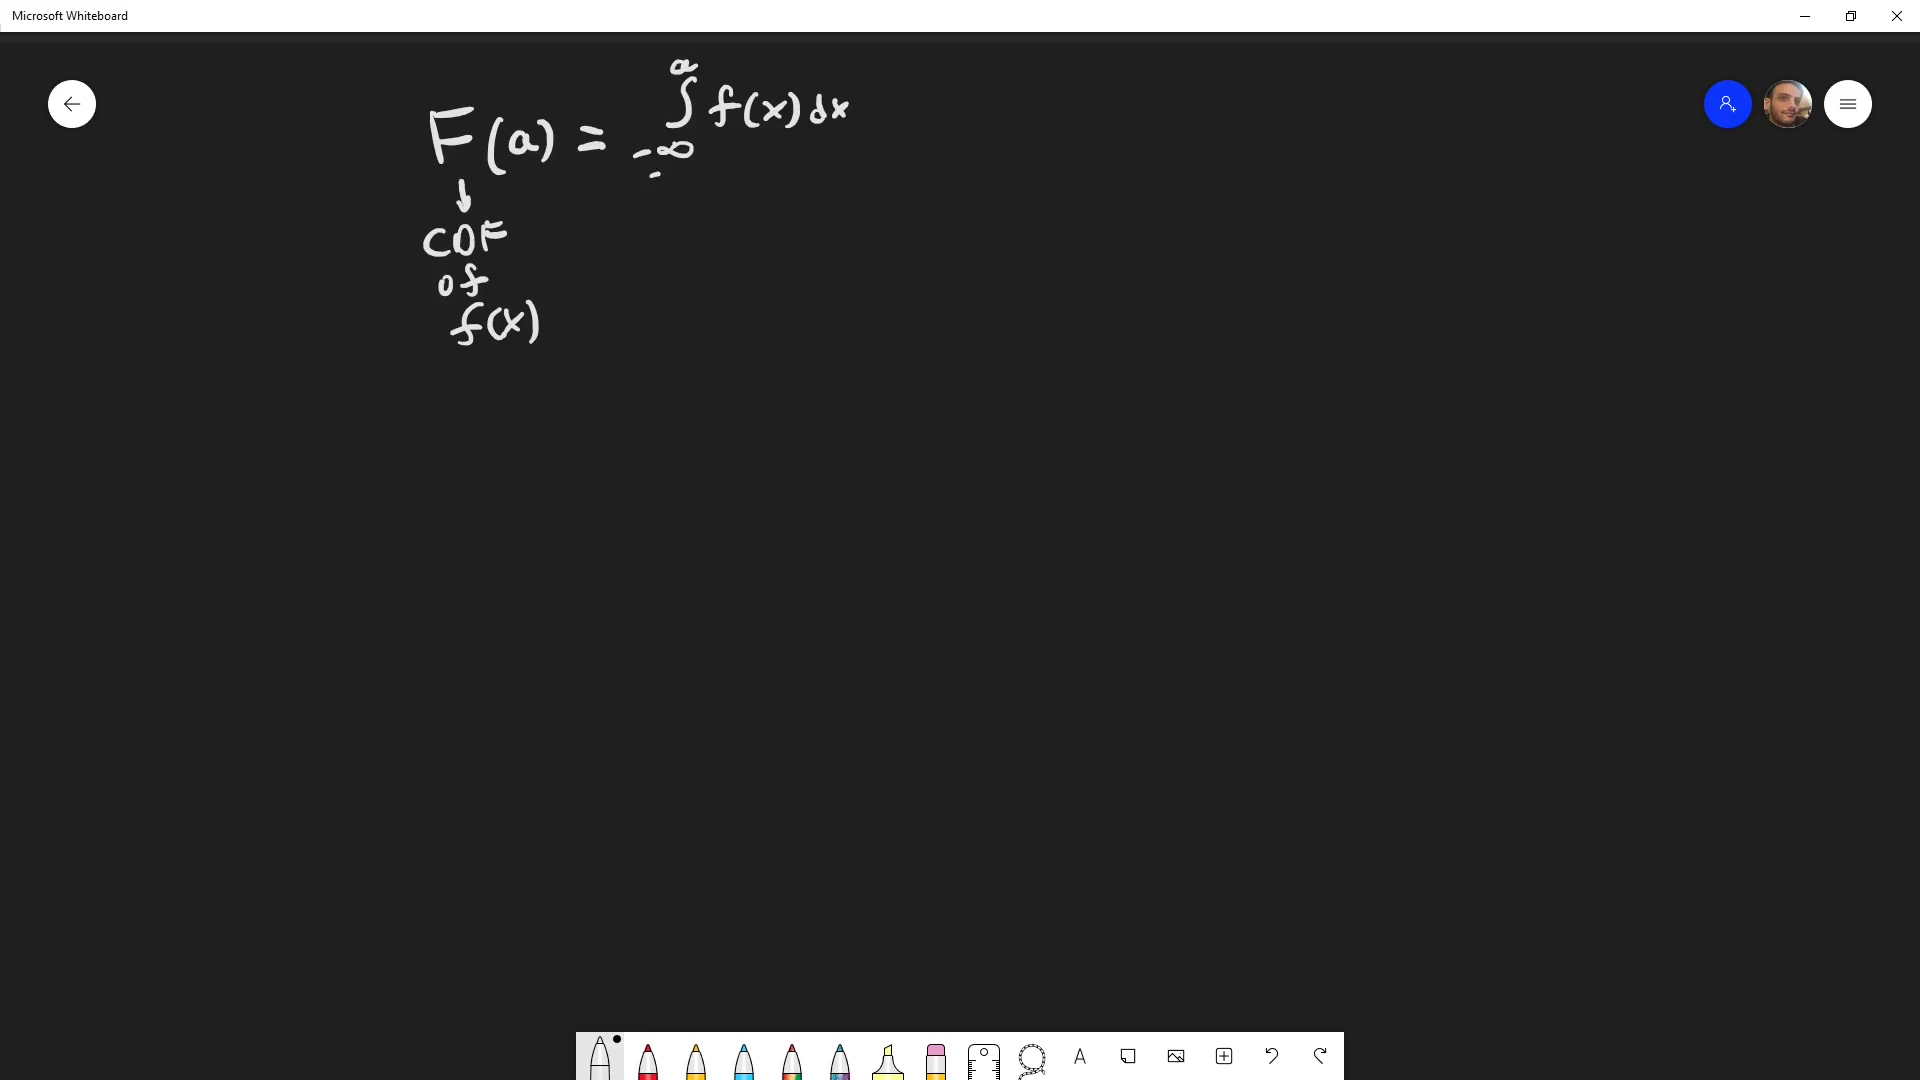 Microsoft Whiteboard
F(a) = ∫_{-∞}^{a} f(x) dx
↓
CDF
of
f(x)
A